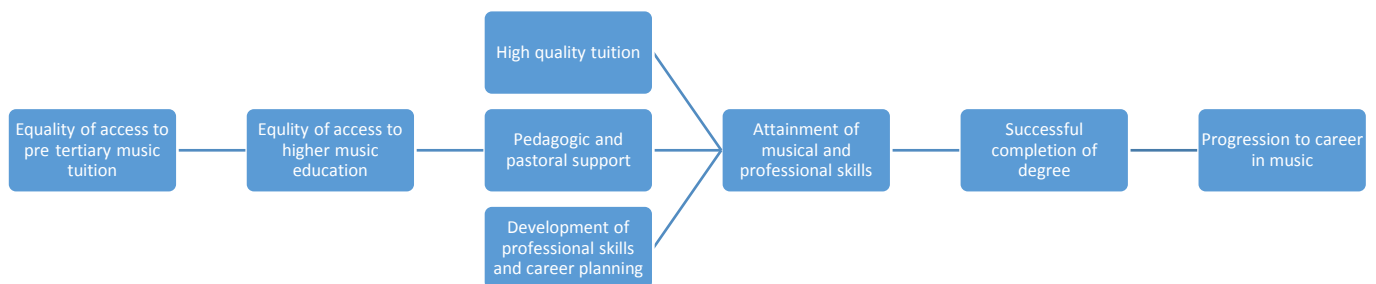 Equality of access to
pre tertiary music
tuition
Equlity of access to
higher music
education
High quality tuition
Pedagogic and
pastoral support
Development of
professional skills
and career planning
Attainment of
musical and
professional skills
Successful
completion of
degree
Progression to career
in music